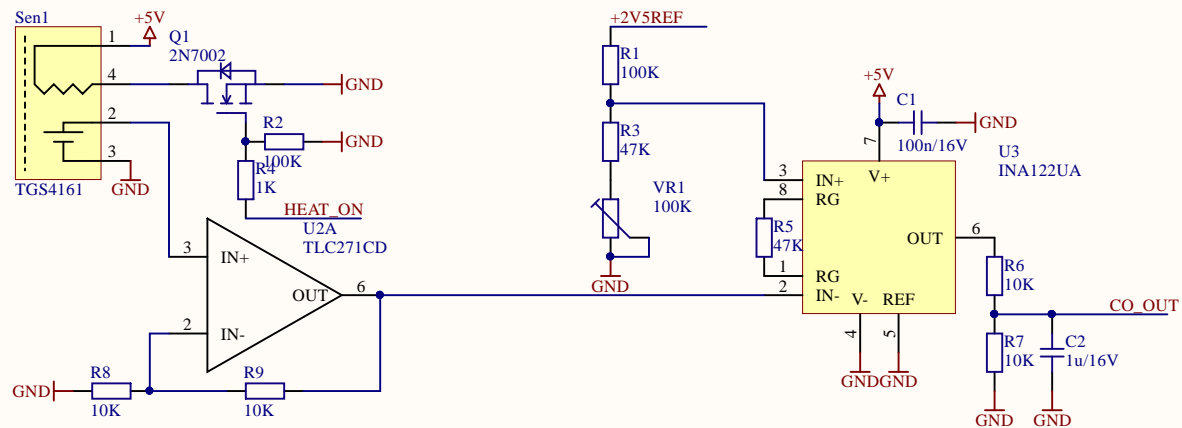 Sen1
+5V
1
4
2
3
TGS4161
GND
Q1
2N7002
GND
R2
100K
GND
R4
1K
HEAT_ON
U2A
TLC271CD
3
IN+
2
IN-
OUT
6
GND
R8
10K
R9
10K
+2V5REF
R1
100K
R3
47K
VR1
100K
GND
+5V
C1
100n/16V
GND
U3
INA122UA
7
V+
3
IN+
8
RG
R5
47K
1
RG
2
IN-
OUT
6
V-
REF
4
5
GND
GND
R6
10K
CO_OUT
R7
10K
C2
1u/16V
GND
GND